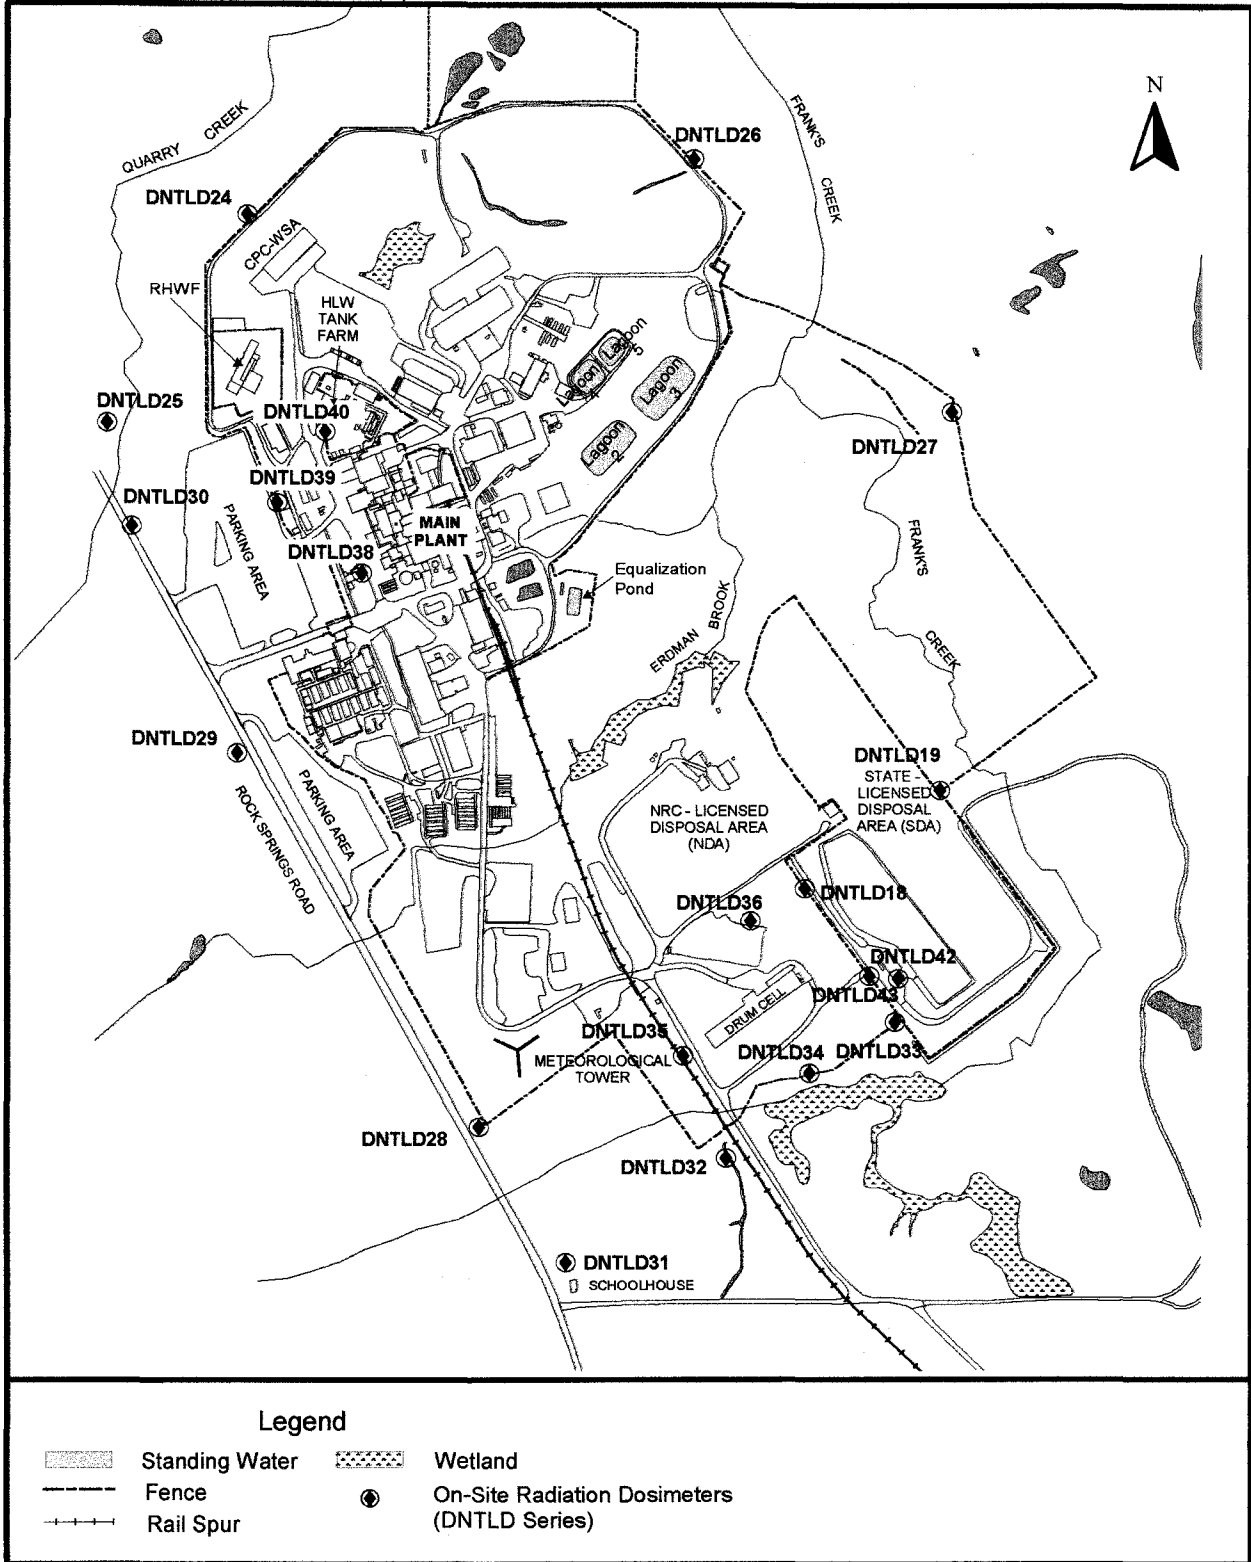 N
FRANK'S
CREEK
DNTLD26
QUARRY
CREEK
DNTLD24
CPC-WSA
RHWF
HLW
TANK
FARM
Lagoon
5
Lagoon
4
Lagoon
3
Lagoon
2
DNTLD25
DNTLD40
DNTLD27
DNTLD39
DNTLD30
PARKING AREA
MAIN
PLANT
DNTLD38
FRANK'S
CREEK
Equalization
Pond
ERDMAN
BROOK
DNTLD29
PARKING AREA
ROCK SPRINGS ROAD
DNTLD19
STATE -
LICENSED
DISPOSAL
AREA (SDA)
NRC - LICENSED
DISPOSAL AREA
(NDA)
DNTLD18
DNTLD36
DNTLD42
DNTLD43
DRUM CELL
DNTLD35
DNTLD34
DNTLD33
METEOROLOGICAL
TOWER
DNTLD28
DNTLD32
DNTLD31
SCHOOLHOUSE
Legend
Standing Water
Wetland
Fence
On-Site Radiation Dosimeters
(DNTLD Series)
Rail Spur